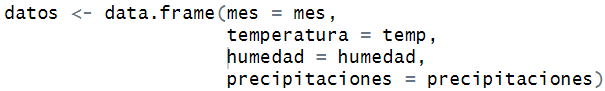 datos <- data.frame(mes = mes,
temperatura = temp,
humedad = humedad,
precipitaciones = precipitaciones)